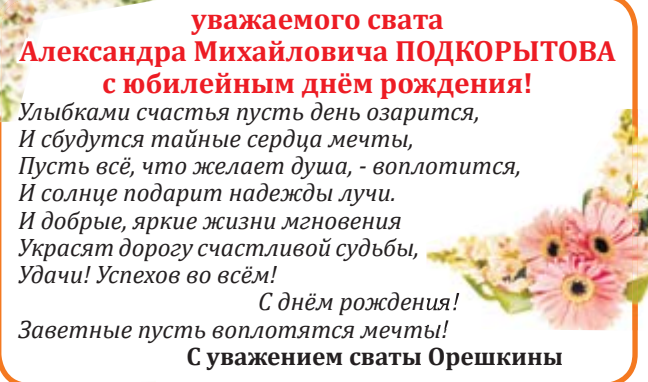 уважаемого свата
Александра Михайловича ПОДКОРЫТОВА
с юбилейным днём рождения!
Улыбками счастья пусть день озарится,
И сбудутся тайные сердца мечты,
Пусть всё, что желает душа, - воплотится,
И солнце подарит надежды лучи.
И добрые, яркие жизни мгновения
Украсят дорогу счастливой судьбы,
Удачи! Успехов во всём!
С днём рождения!
Заветные пусть воплотятся мечты!
С уважением сваты Орешкины